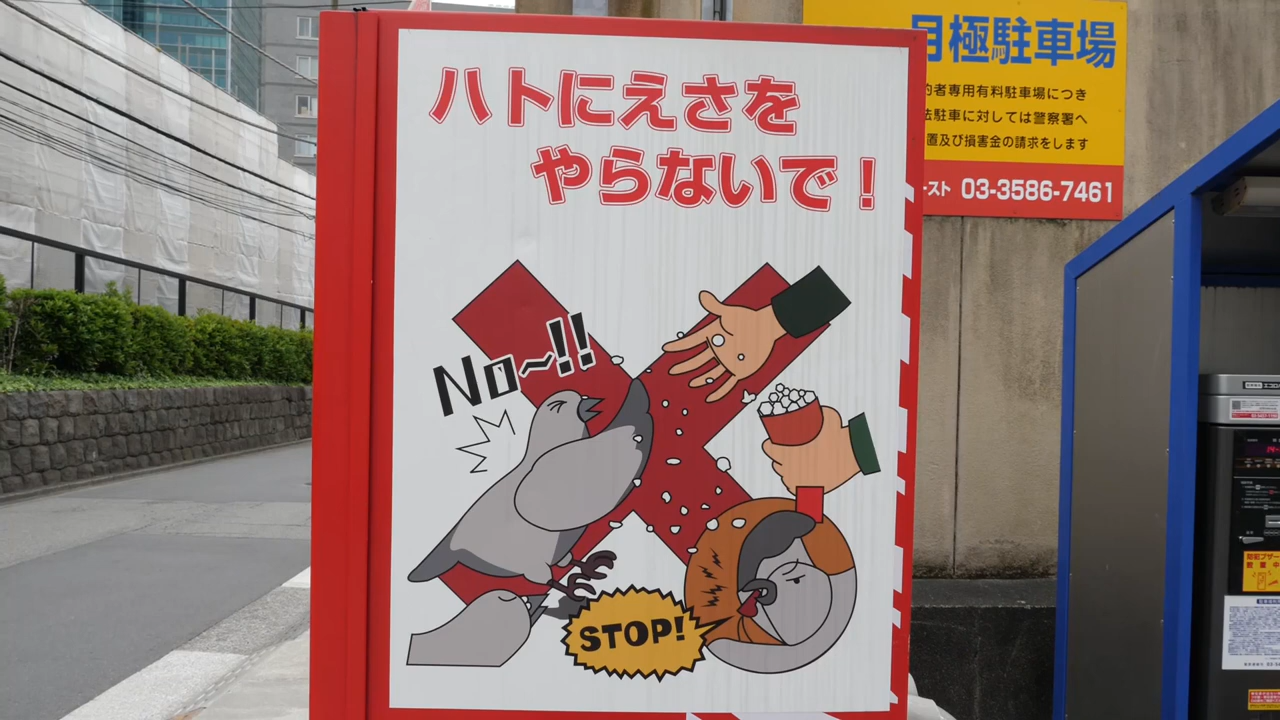 ハトにえさを
やらないで！
No~!!
STOP!
月極駐車場
者専用有料駐車場につき
駐車に対しては警察署へ
置及び損害金の請求をします
スト 03-3586-7461